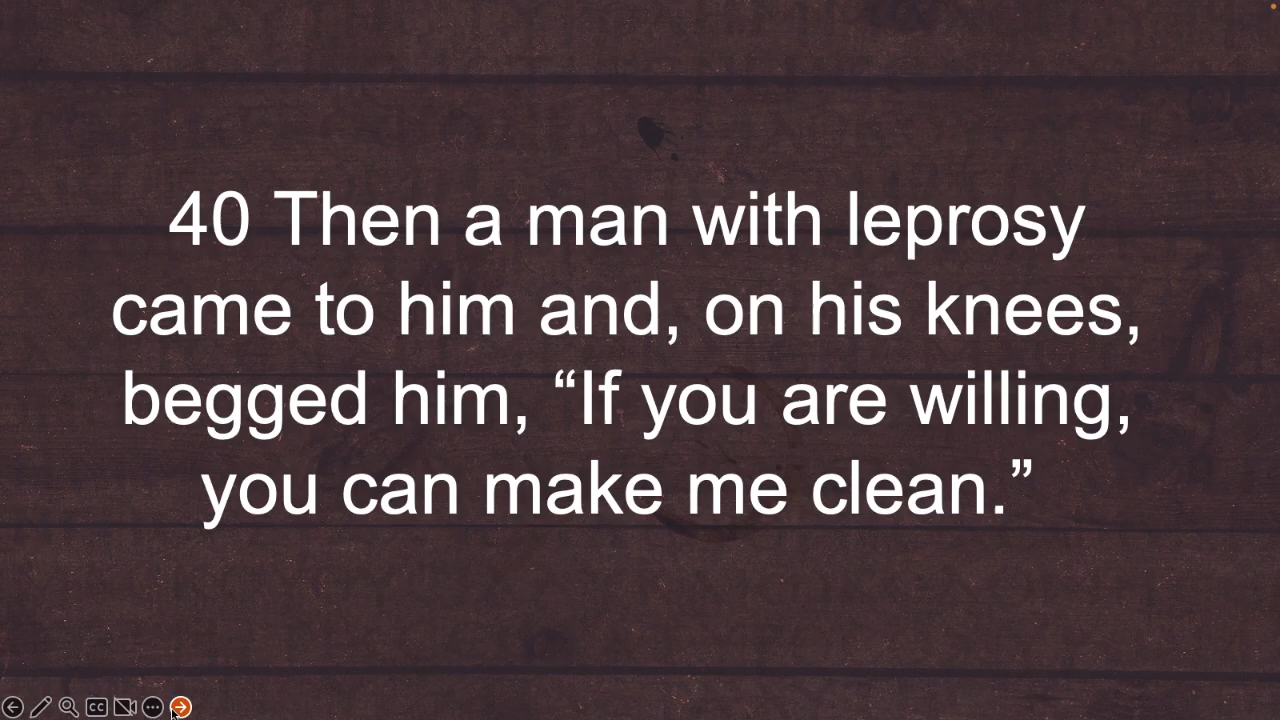 40 Then a man with leprosy
came to him and, on his knees,
begged him, “If you are willing,
you can make me clean.”
CC